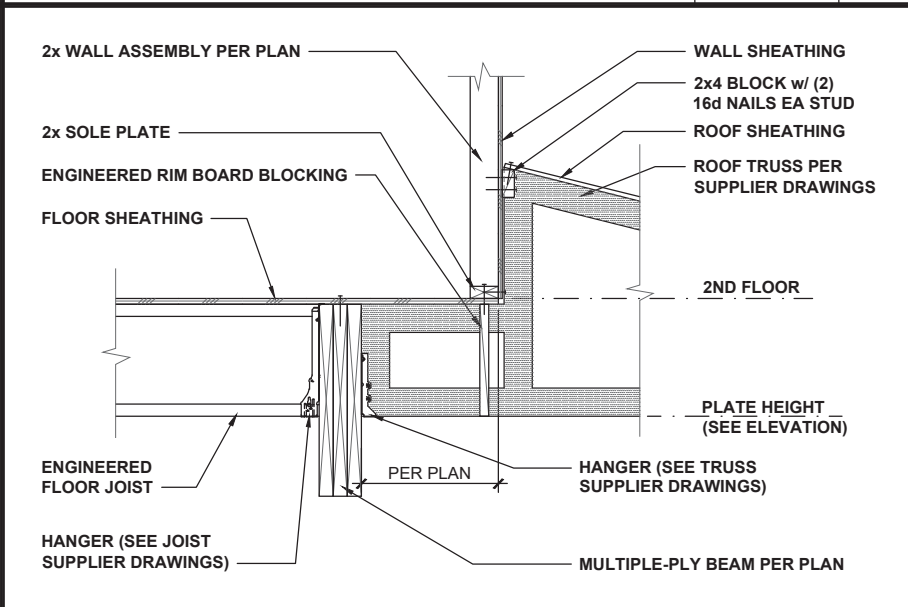 2x WALL ASSEMBLY PER PLAN
2x SOLE PLATE
ENGINEERED RIM BOARD BLOCKING
FLOOR SHEATHING
WALL SHEATHING
2x4 BLOCK w/ (2)
16d NAILS EA STUD
ROOF SHEATHING
ROOF TRUSS PER
SUPPLIER DRAWINGS
2ND FLOOR
PLATE HEIGHT
(SEE ELEVATION)
ENGINEERED
FLOOR JOIST
PER PLAN
HANGER (SEE TRUSS
SUPPLIER DRAWINGS)
HANGER (SEE JOIST
SUPPLIER DRAWINGS)
MULTIPLE-PLY BEAM PER PLAN